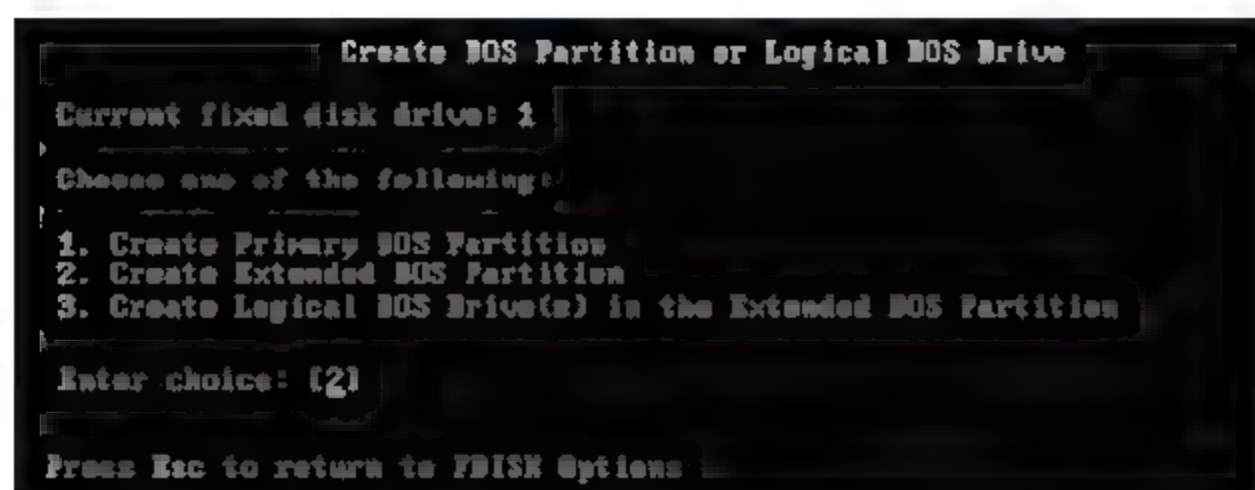 Create DOS Partition or Logical DOS Drive
Current fixed disk drive: 1
Choose one of the following:
1. Create Primary DOS Partition
2. Create Extended DOS Partition
3. Create Logical DOS Drive(s) in the Extended DOS Partition
Enter choice: [2]
Press Esc to return to FDISK Options